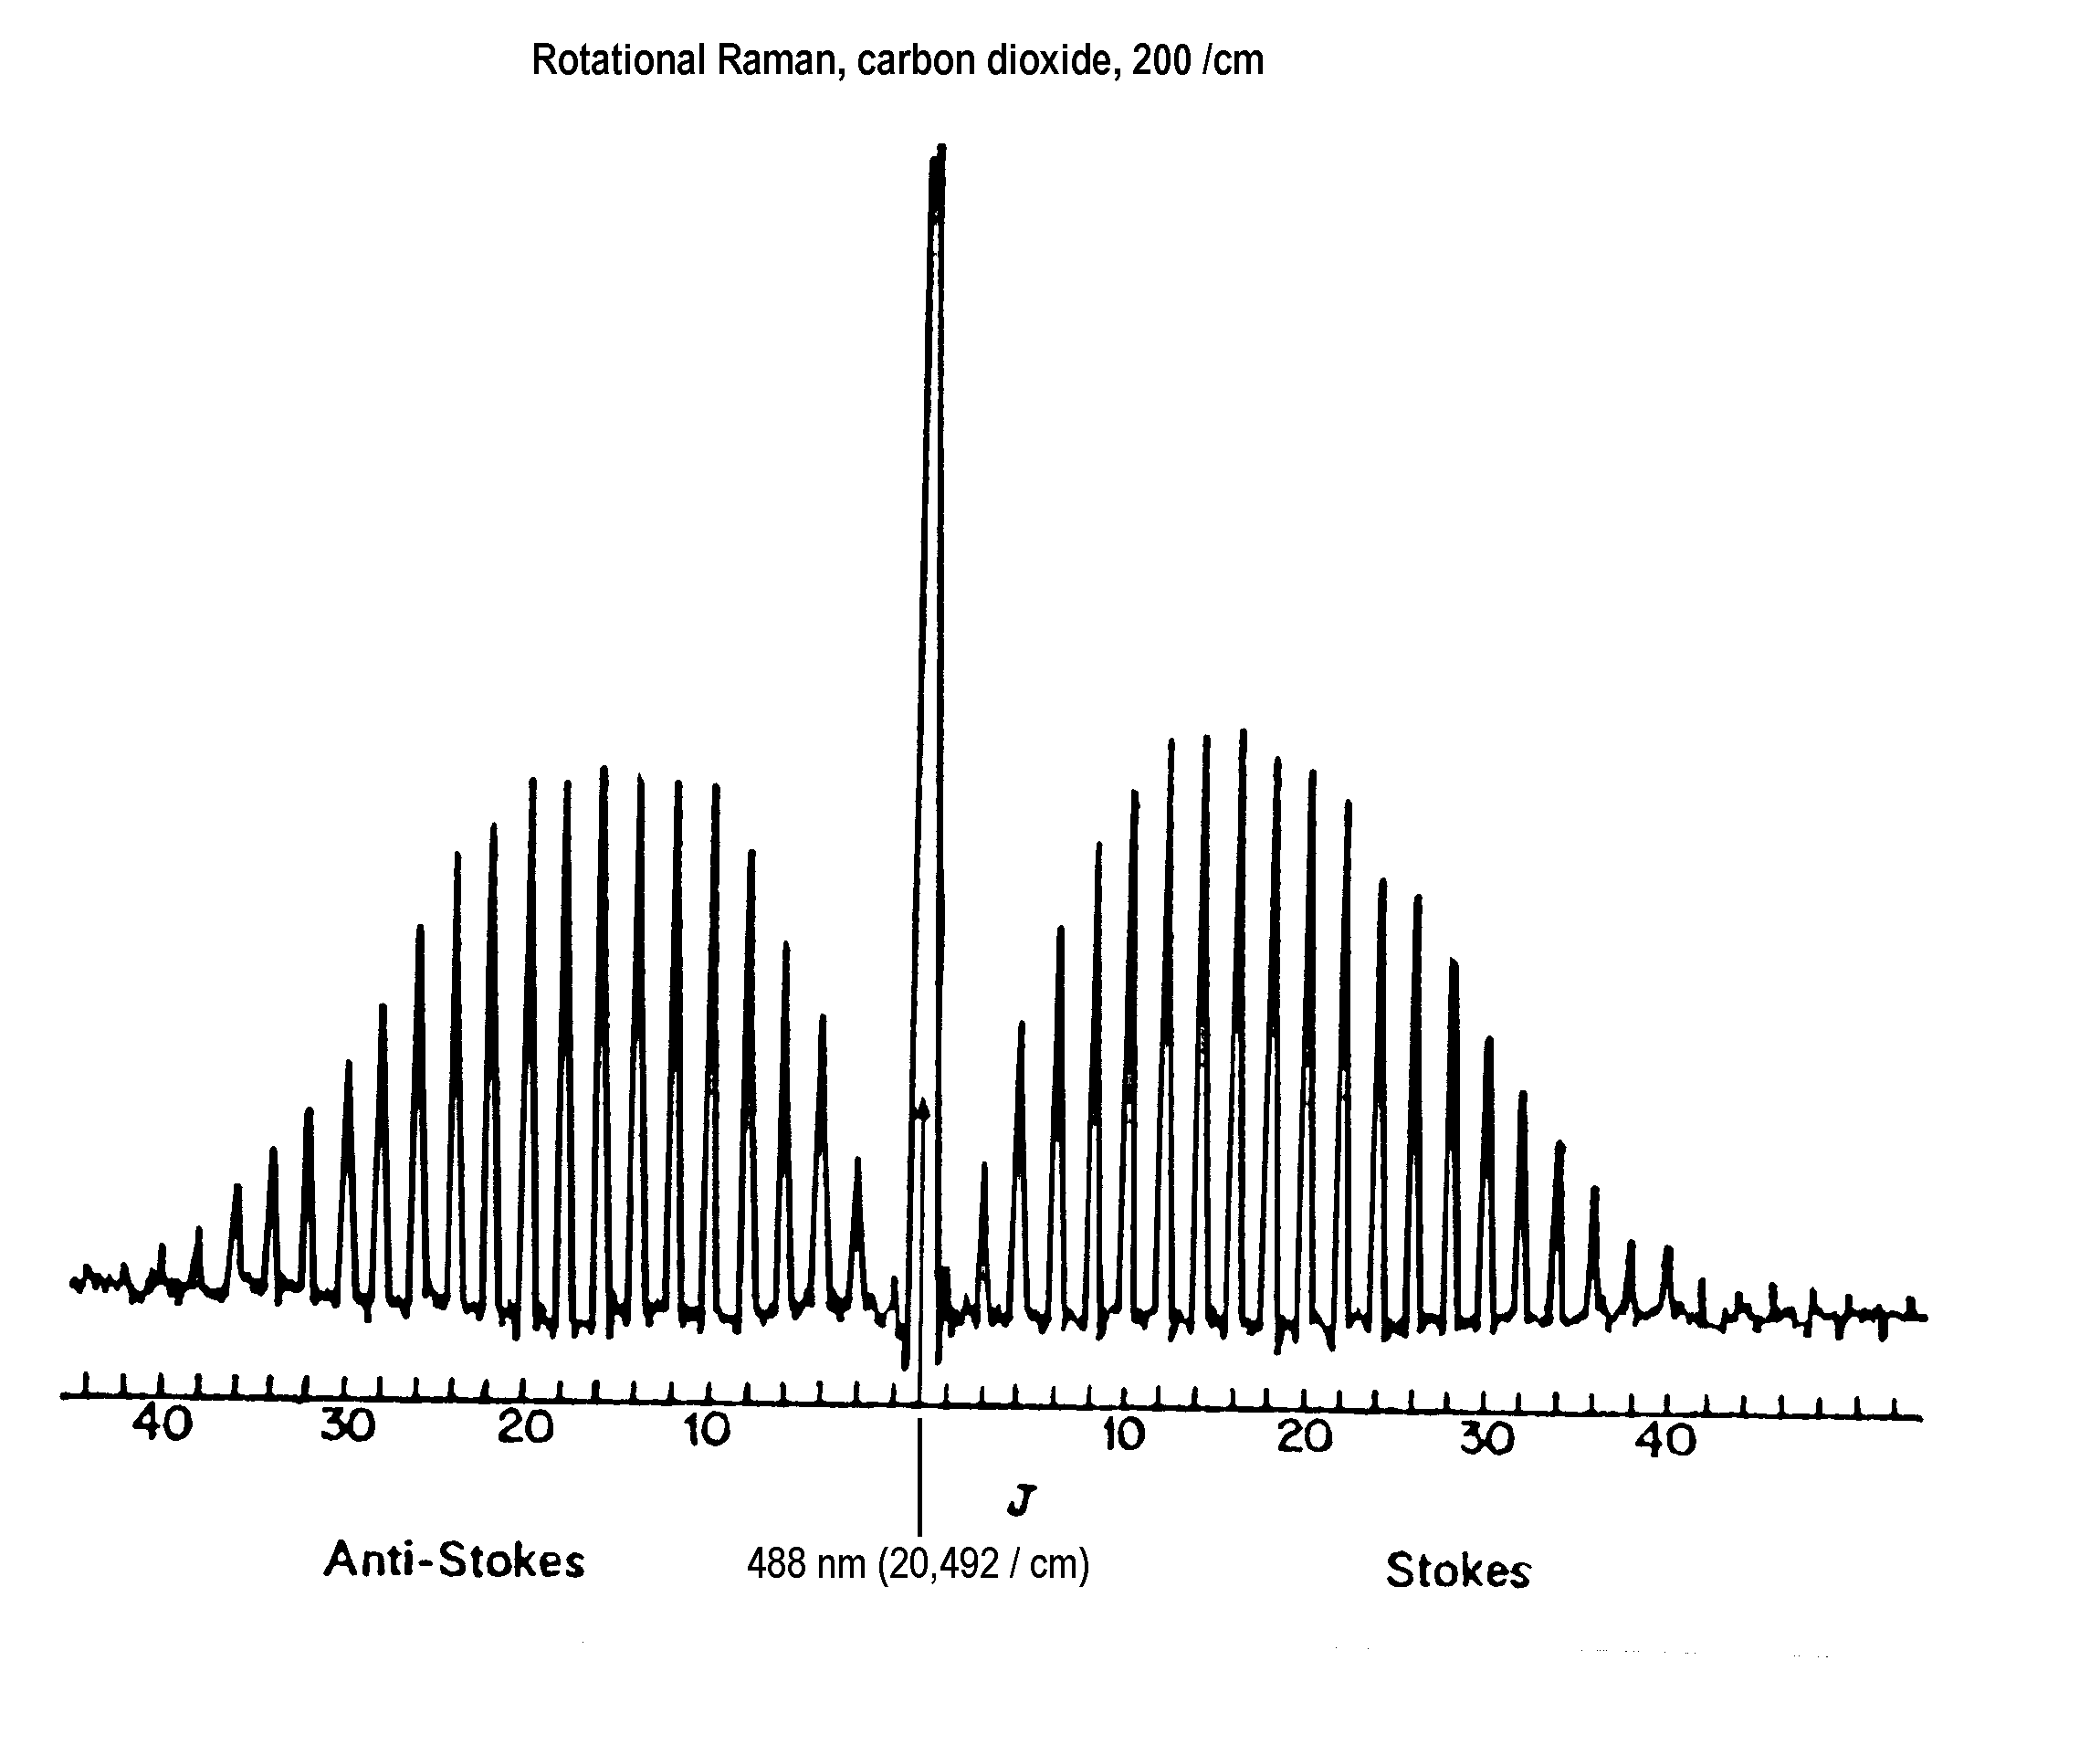 Rotational Raman, carbon dioxide, 200 /cm
40 30 20 10 10 20 30 40
J
Anti-Stokes 488 nm (20,492 / cm) Stokes